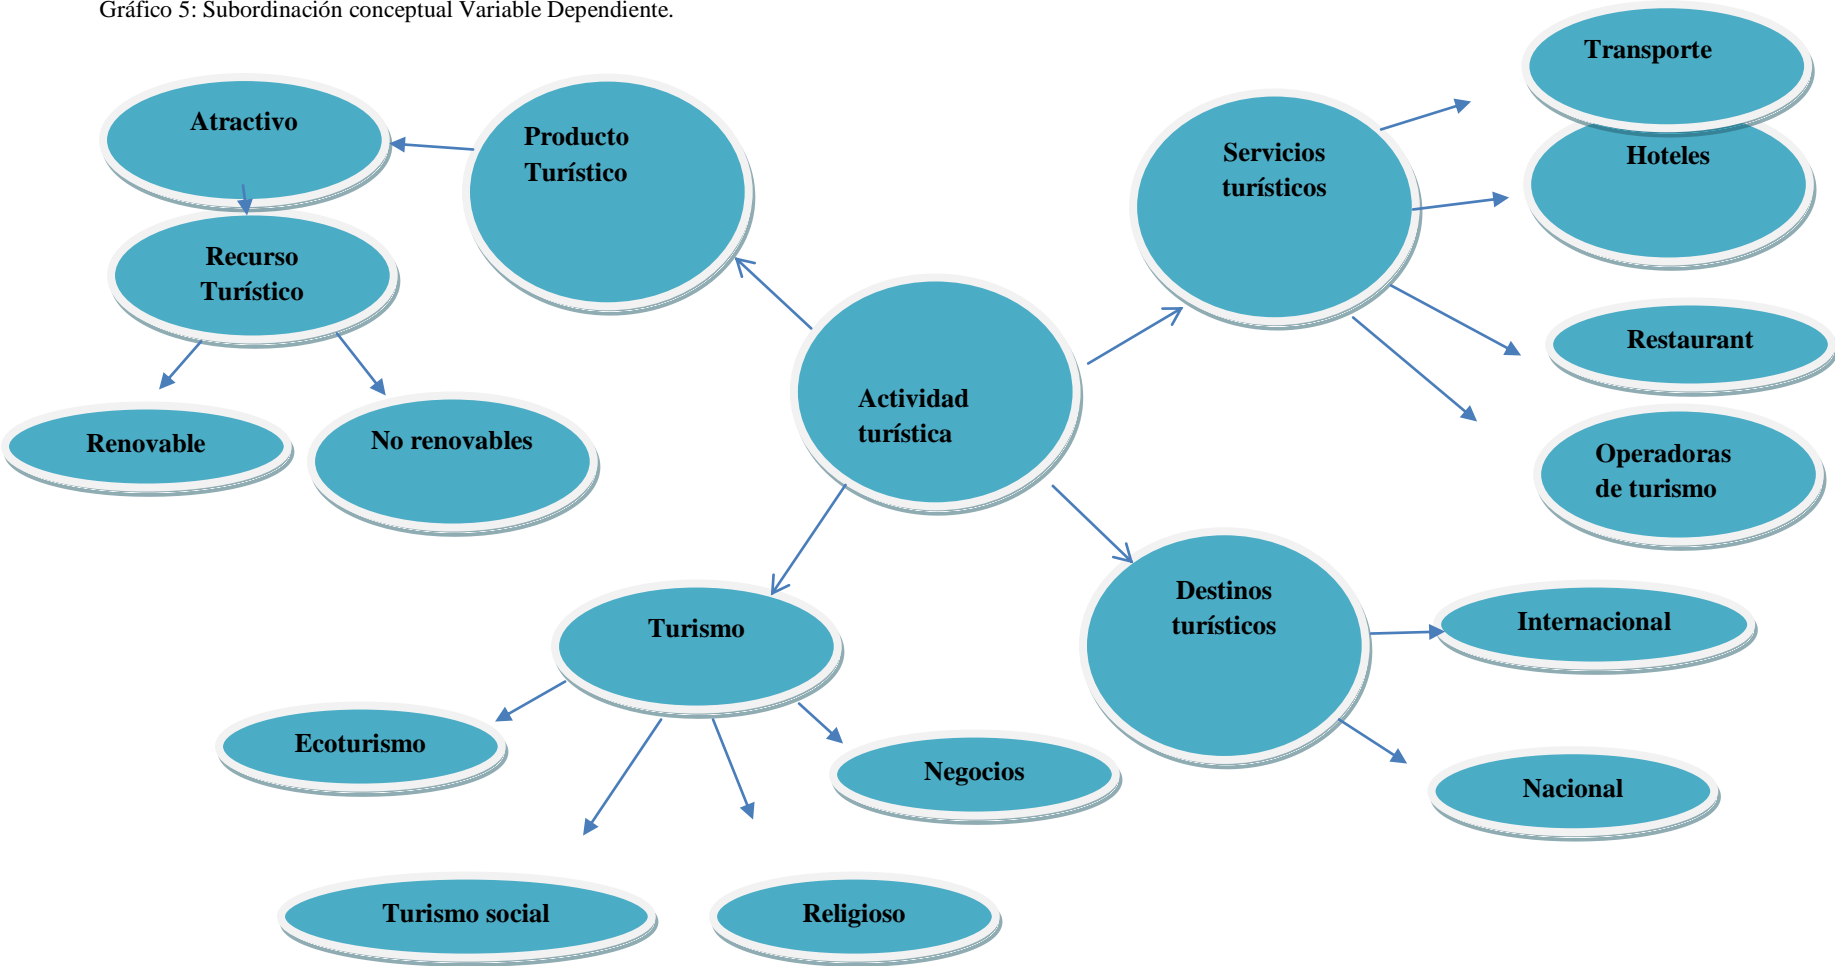 Gráfico 5: Subordinación conceptual Variable Dependiente.
Transporte
Atractivo
Producto
Turístico
Servicios
turísticos
Hoteles
Recurso
Turístico
Restaurant
Actividad
turística
Renovable
No renovables
Operadoras
de turismo
Destinos
turísticos
Turismo
Internacional
Ecoturismo
Negocios
Nacional
Turismo social
Religioso